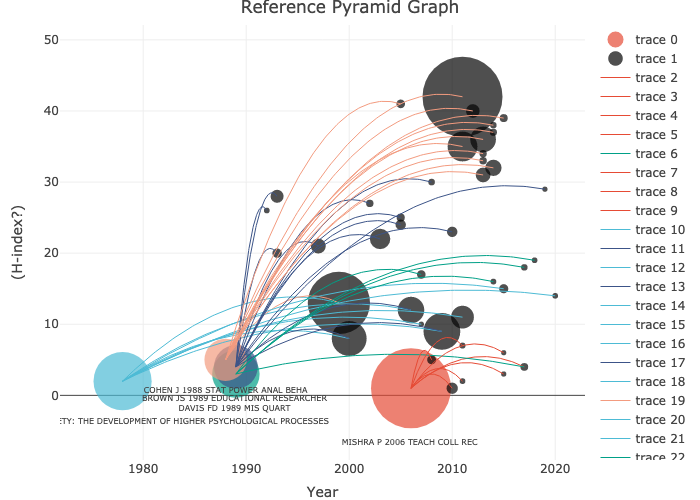 Reference Pyramid Graph
50
40
30
20
10
0
(H-index?)
COHEN J 1988 STAT POWER ANAL BEHA
BROWN JS 1989 EDUCATIONAL RESEARCHER
DAVIS FD 1989 MIS QUART
TY: THE DEVELOPMENT OF HIGHER PSYCHOLOGICAL PROCESSES
MISHRA P 2006 TEACH COLL REC
1980
1990
2000
2010
2020
Year
trace 0
trace 1
trace 2
trace 3
trace 4
trace 5
trace 6
trace 7
trace 8
trace 9
trace 10
trace 11
trace 12
trace 13
trace 14
trace 15
trace 16
trace 17
trace 18
trace 19
trace 20
trace 21
trace 22